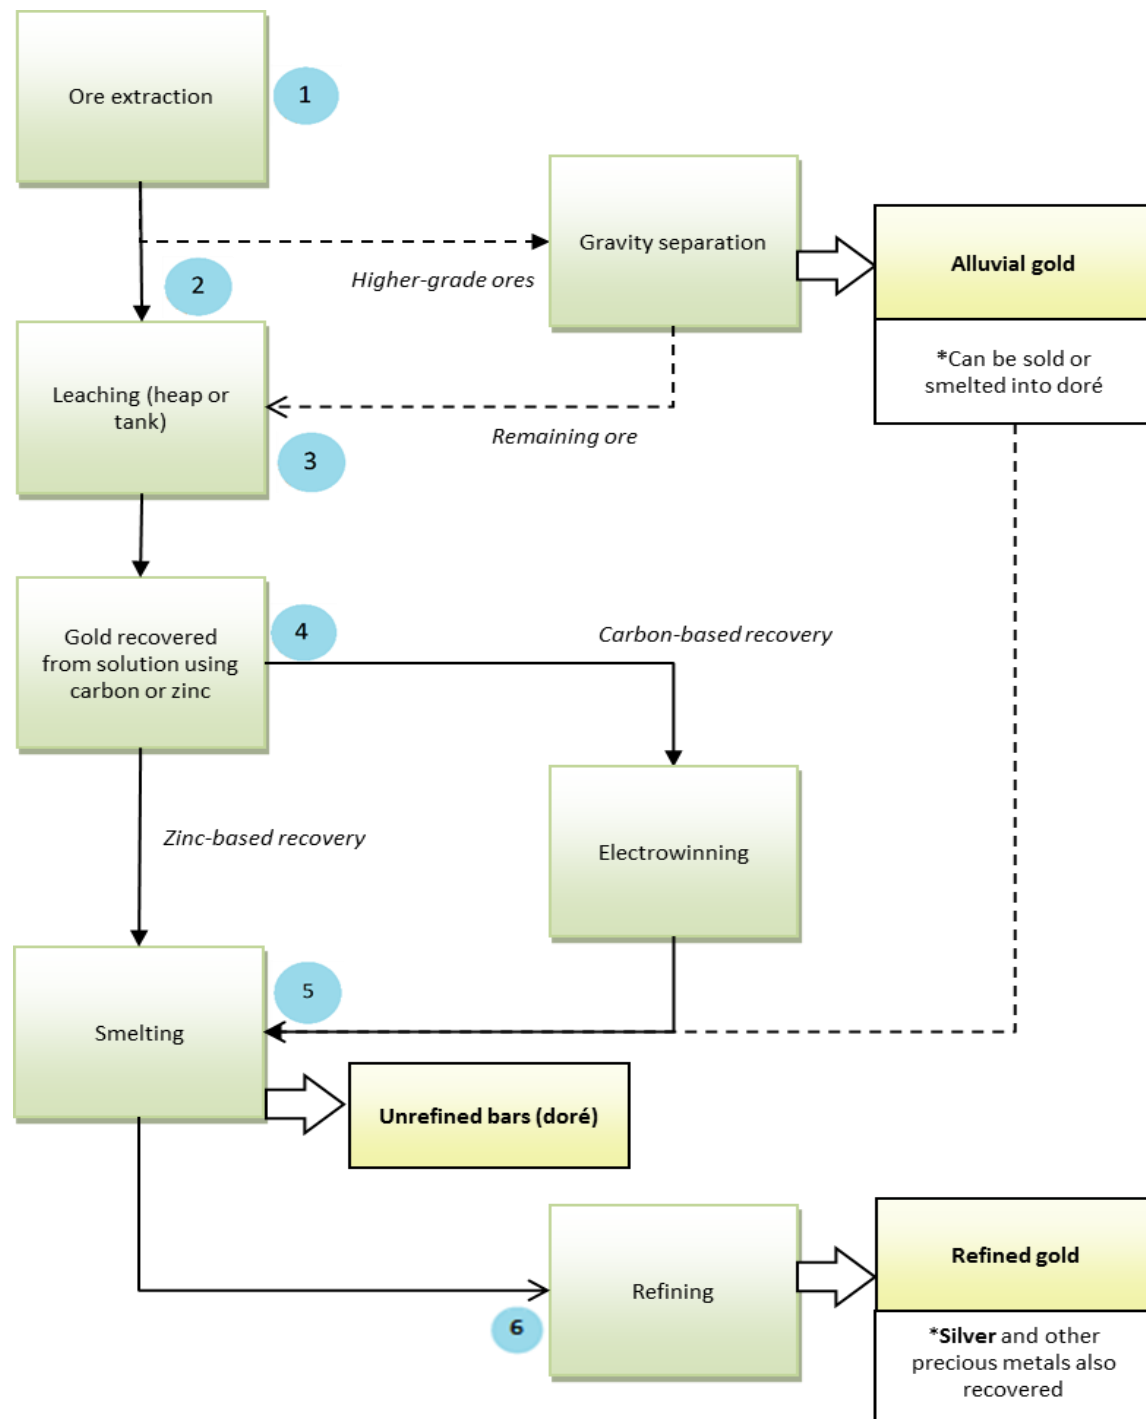 Ore extraction
1
Gravity separation
Alluvial gold
*Can be sold or
smelted into doré
Higher-grade ores
2
Leaching (heap or
tank)
3
Remaining ore
Gold recovered
from solution using
carbon or zinc
4
Carbon-based recovery
Zinc-based recovery
Electrowinning
Smelting
5
Unrefined bars (doré)
Refining
6
Refined gold
*Silver and other
precious metals also
recovered